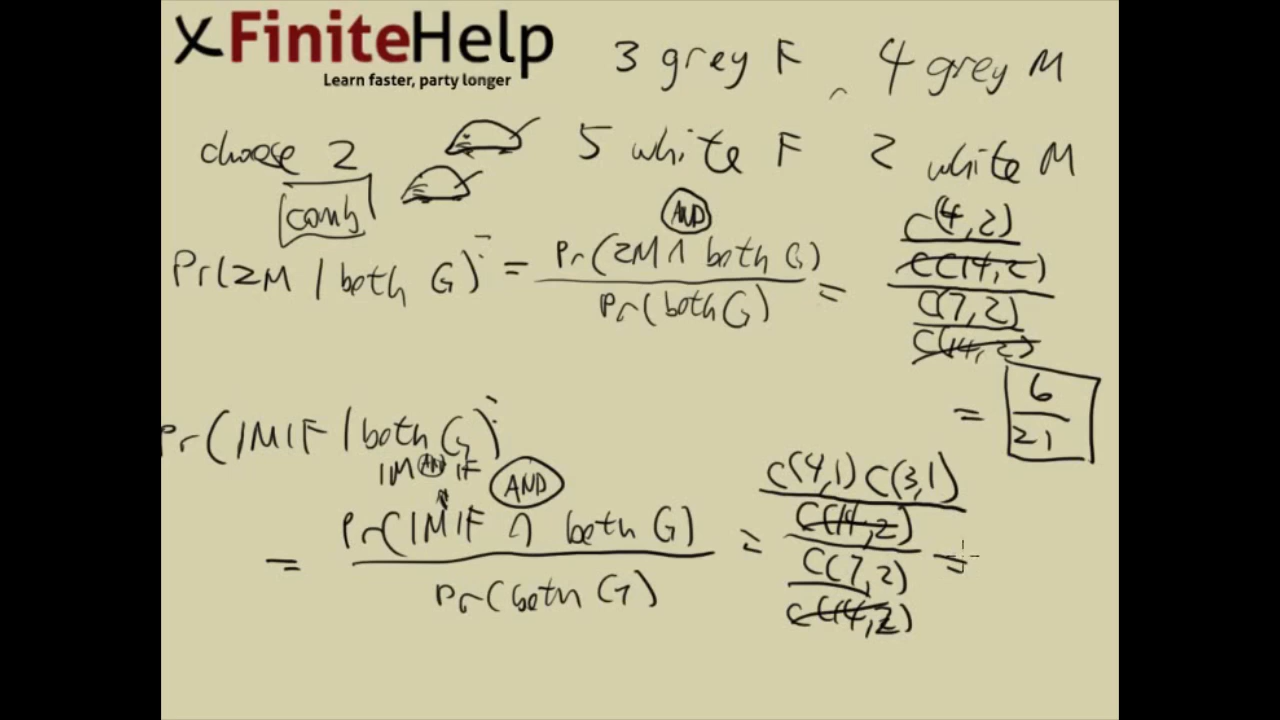 xFiniteHelp
Learn faster, party longer
3 grey F 4 grey M
choose 2 5 white F 2 white M
comb
AND
Pr(2M | both G) = Pr(2M ∩ both G) / Pr(both G) = C(4,2) / C(14,2) / C(7,2) / C(14,2)
= 6/21
Pr(1M1F | both G)
1M AND 1F
AND
= Pr(1M1F ∩ both G) / Pr(both G) = C(4,1) C(3,1) / C(14,2) / C(7,2) / C(14,2) =